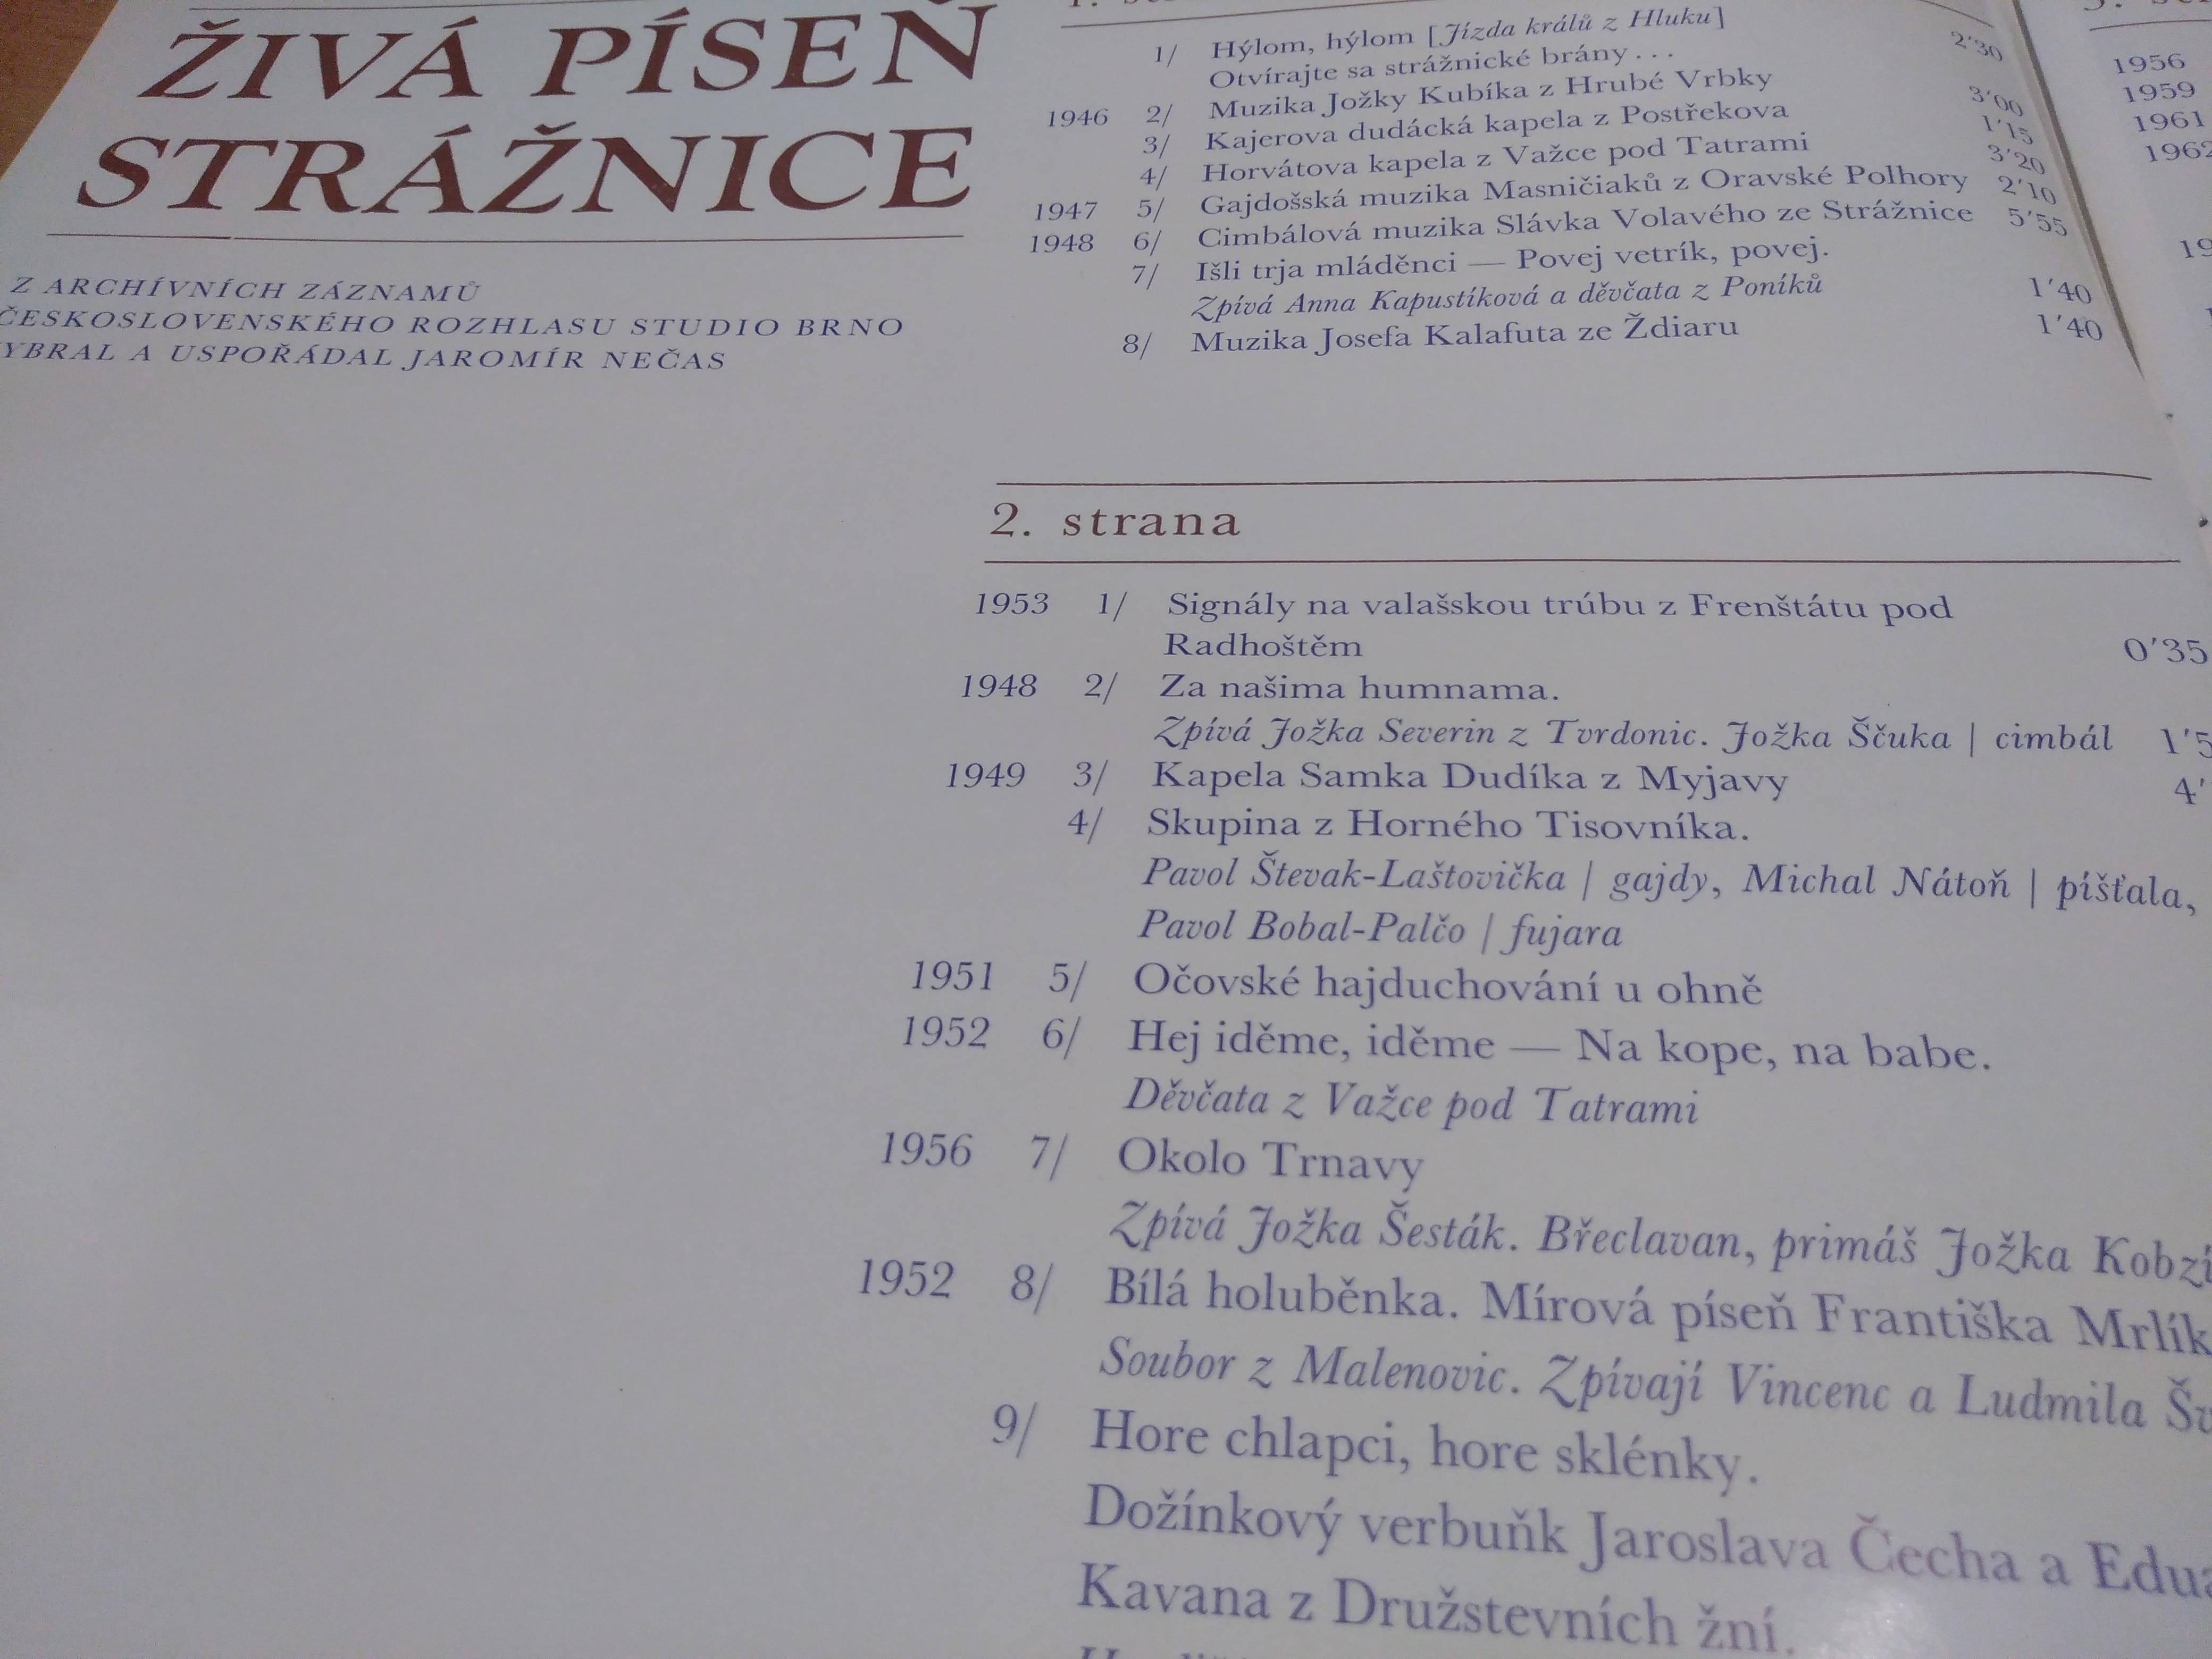 ŽIVÁ PÍSEŇ
STRÁŽNICE
Z ARCHÍVNÍCH ZÁZNAMŮ
ČESKOSLOVENSKÉHO ROZHLASU STUDIO BRNO
VYBRAL A USPOŘÁDAL JAROMÍR NEČAS
1/ Hýlom, hýlom [Jízda králů z Hluku]
Otvírajte sa strážnické brány... 2'30
1946 2/ Muzika Jožky Kubíka z Hrubé Vrbky 3'00
3/ Kajerova dudácká kapela z Postřekova 1'15
4/ Horvátova kapela z Važce pod Tatrami 3'20
1947 5/ Gajdošská muzika Masničiaků z Oravské Polhory 2'10
1948 6/ Cimbálová muzika Slávka Volavého ze Strážnice 5'55
7/ Išli trja mláděnci — Povej vetrík, povej.
Zpívá Anna Kapustíková a děvčata z Poníků 1'40
8/ Muzika Josefa Kalafuta ze Ždiaru 1'40
2. strana
1953 1/ Signály na valašskou trúbu z Frenštátu pod
Radhoštěm 0'35
1948 2/ Za našima humnama.
Zpívá Jožka Severin z Tvrdonic. Jožka Ščuka | cimbál 1'5
1949 3/ Kapela Samka Dudíka z Myjavy 4'
4/ Skupina z Horného Tisovníka.
Pavol Števak-Laštovička | gajdy, Michal Nátoň | píšťala,
Pavol Bobal-Palčo | fujara
1951 5/ Očovské hajduchování u ohně
1952 6/ Hej iděme, iděme — Na kope, na babe.
Děvčata z Važce pod Tatrami
1956 7/ Okolo Trnavy
Zpívá Jožka Šesták. Břeclavan, primáš Jožka Kobzí
1952 8/ Bílá holuběnka. Mírová píseň Františka Mrlík
Soubor z Malenovic. Zpívají Vincenc a Ludmila Šv
9/ Hore chlapci, hore sklénky.
Dožínkový verbuňk Jaroslava Čecha a Edua
Kavana z Družstevních žní.
1956
1959
1961
1962